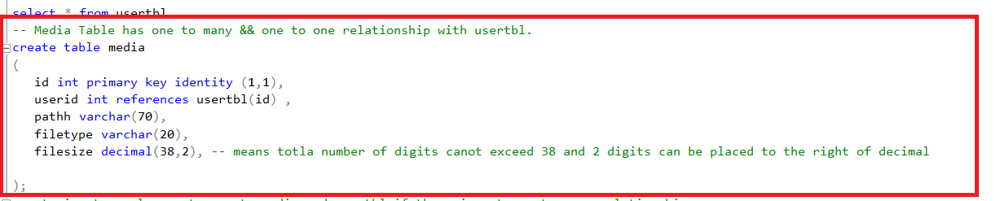 select * from usertbl
-- Media Table has one to many && one to one relationship with usertbl.
create table media
(
id int primary key identity (1,1),
userid int references usertbl(id) ,
pathh varchar(70),
filetype varchar(20),
filesize decimal(38,2), -- means totla number of digits canot exceed 38 and 2 digits can be placed to the right of decimal
);